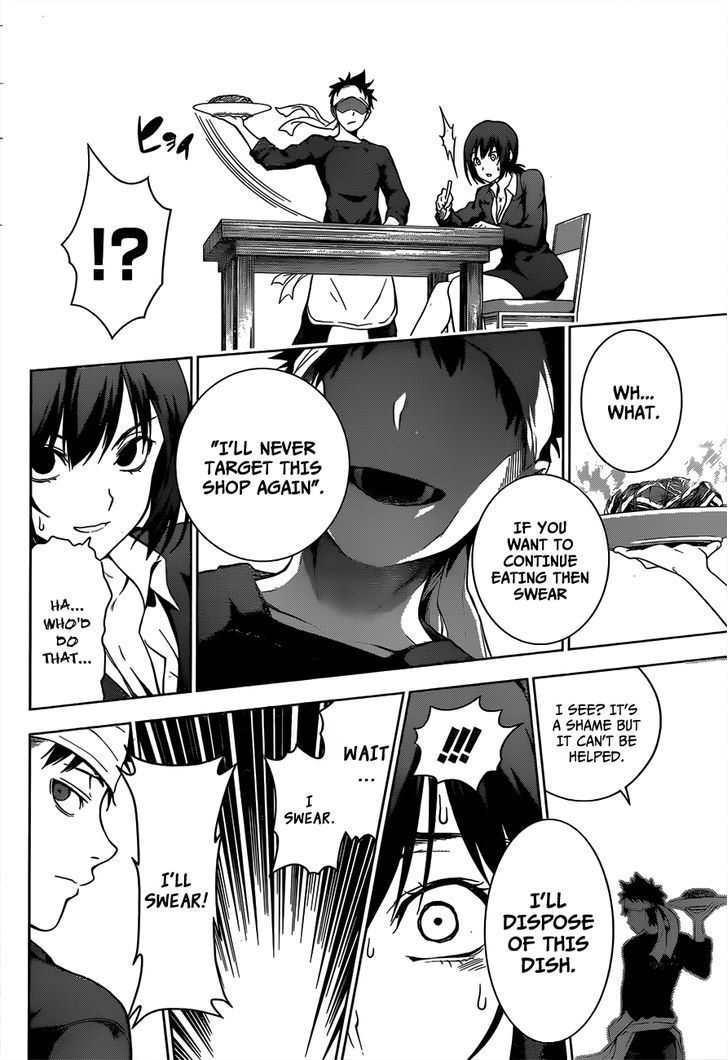 ヒョイ
!?
WH...
WHAT.
IF YOU
WANT TO
CONTINUE
EATING THEN
SWEAR
"I'LL NEVER
TARGET THIS
SHOP AGAIN".
HA...
WHO'D
DO
THAT...
I SEE? IT'S
A SHAME BUT
IT CAN'T BE
HELPED.
I'LL
DISPOSE
OF THIS
DISH.
!!!
WAIT
...
I
SWEAR.
I'LL
SWEAR!